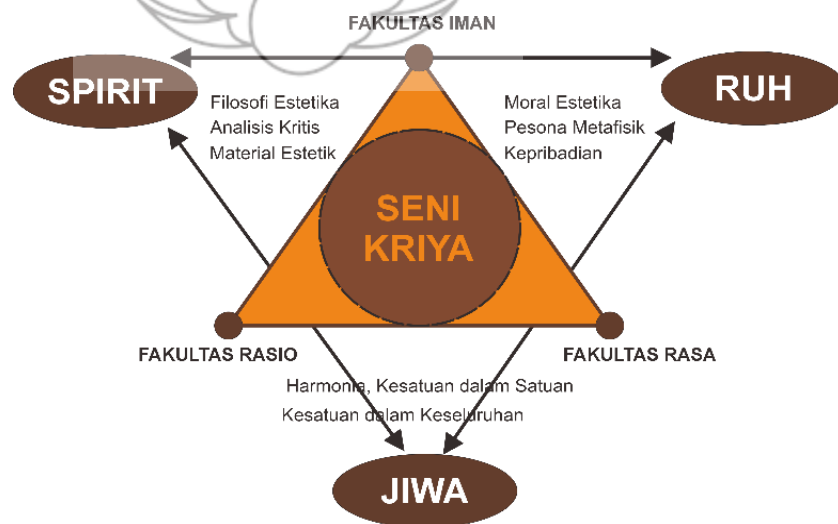 FAKULTAS IMAN
SPIRIT
RUH
Filosofi Estetika
Analisis Kritis
Material Estetik
Moral Estetika
Pesona Metafisik
Kepribadian
SENI
KRIYA
FAKULTAS RASIO
FAKULTAS RASA
Harmonia, Kesatuan dalam Satuan
Kesatuan dalam Keseluruhan
JIWA